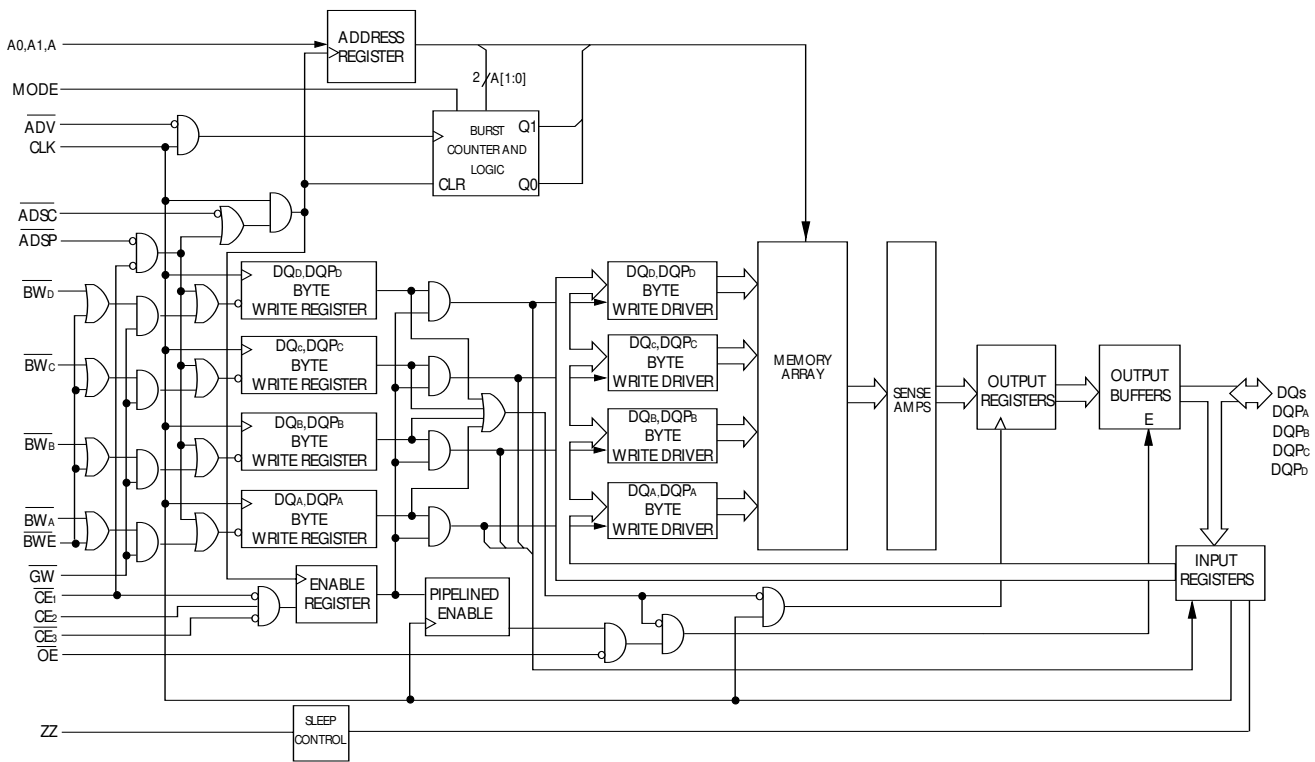 A0,A1,A
ADDRESS
REGISTER
MODE
2
A[1:0]
ADV
CLK
BURST
COUNTER AND
LOGIC
Q1
CLR
Q0
ADSC
ADSP
BWD
DQD,DQPD
BYTE
WRITE REGISTER
DQD,DQPD
BYTE
WRITE DRIVER
BWC
DQc,DQPC
BYTE
WRITE REGISTER
DQc,DQPC
BYTE
WRITE DRIVER
MEMORY
ARRAY
SENSE
AMPS
OUTPUT
REGISTERS
OUTPUT
BUFFERS
E
DQs
DQPA
DQPB
DQPC
DQPD
BWB
DQB,DQPB
BYTE
WRITE REGISTER
DQB,DQPB
BYTE
WRITE DRIVER
BWA
BWE
DQA,DQPA
BYTE
WRITE REGISTER
DQA,DQPA
BYTE
WRITE DRIVER
GW
CE1
CE2
CE3
OE
ENABLE
REGISTER
PIPELINED
ENABLE
INPUT
REGISTERS
ZZ
SLEEP
CONTROL